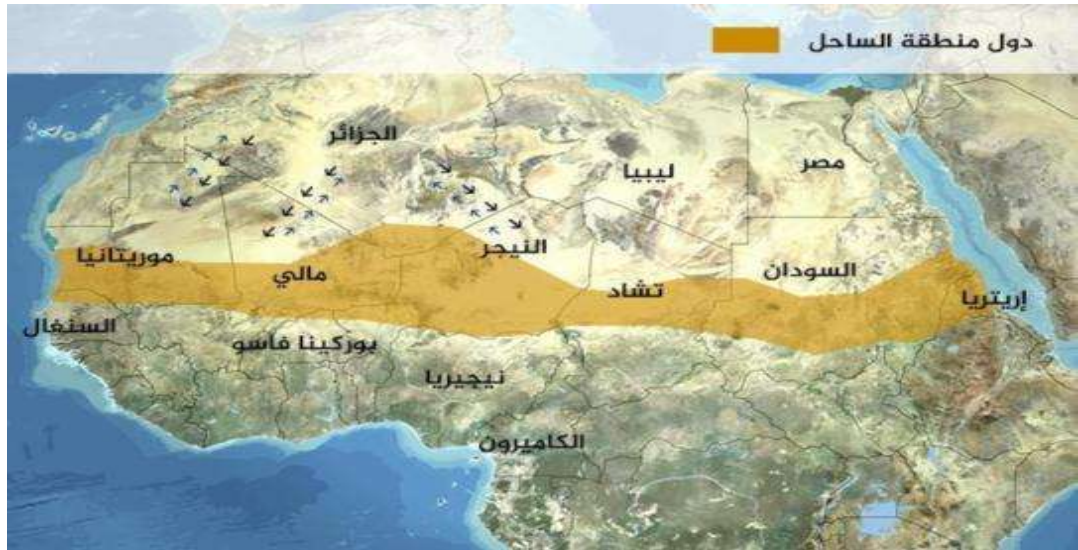 دول منطقة الساحل
الجزائر
ليبيا
مصر
موريتانيا
مالي
النيجر
تشاد
السودان
إريتريا
السنغال
بوركينا فاسو
نيجيريا
الكاميرون